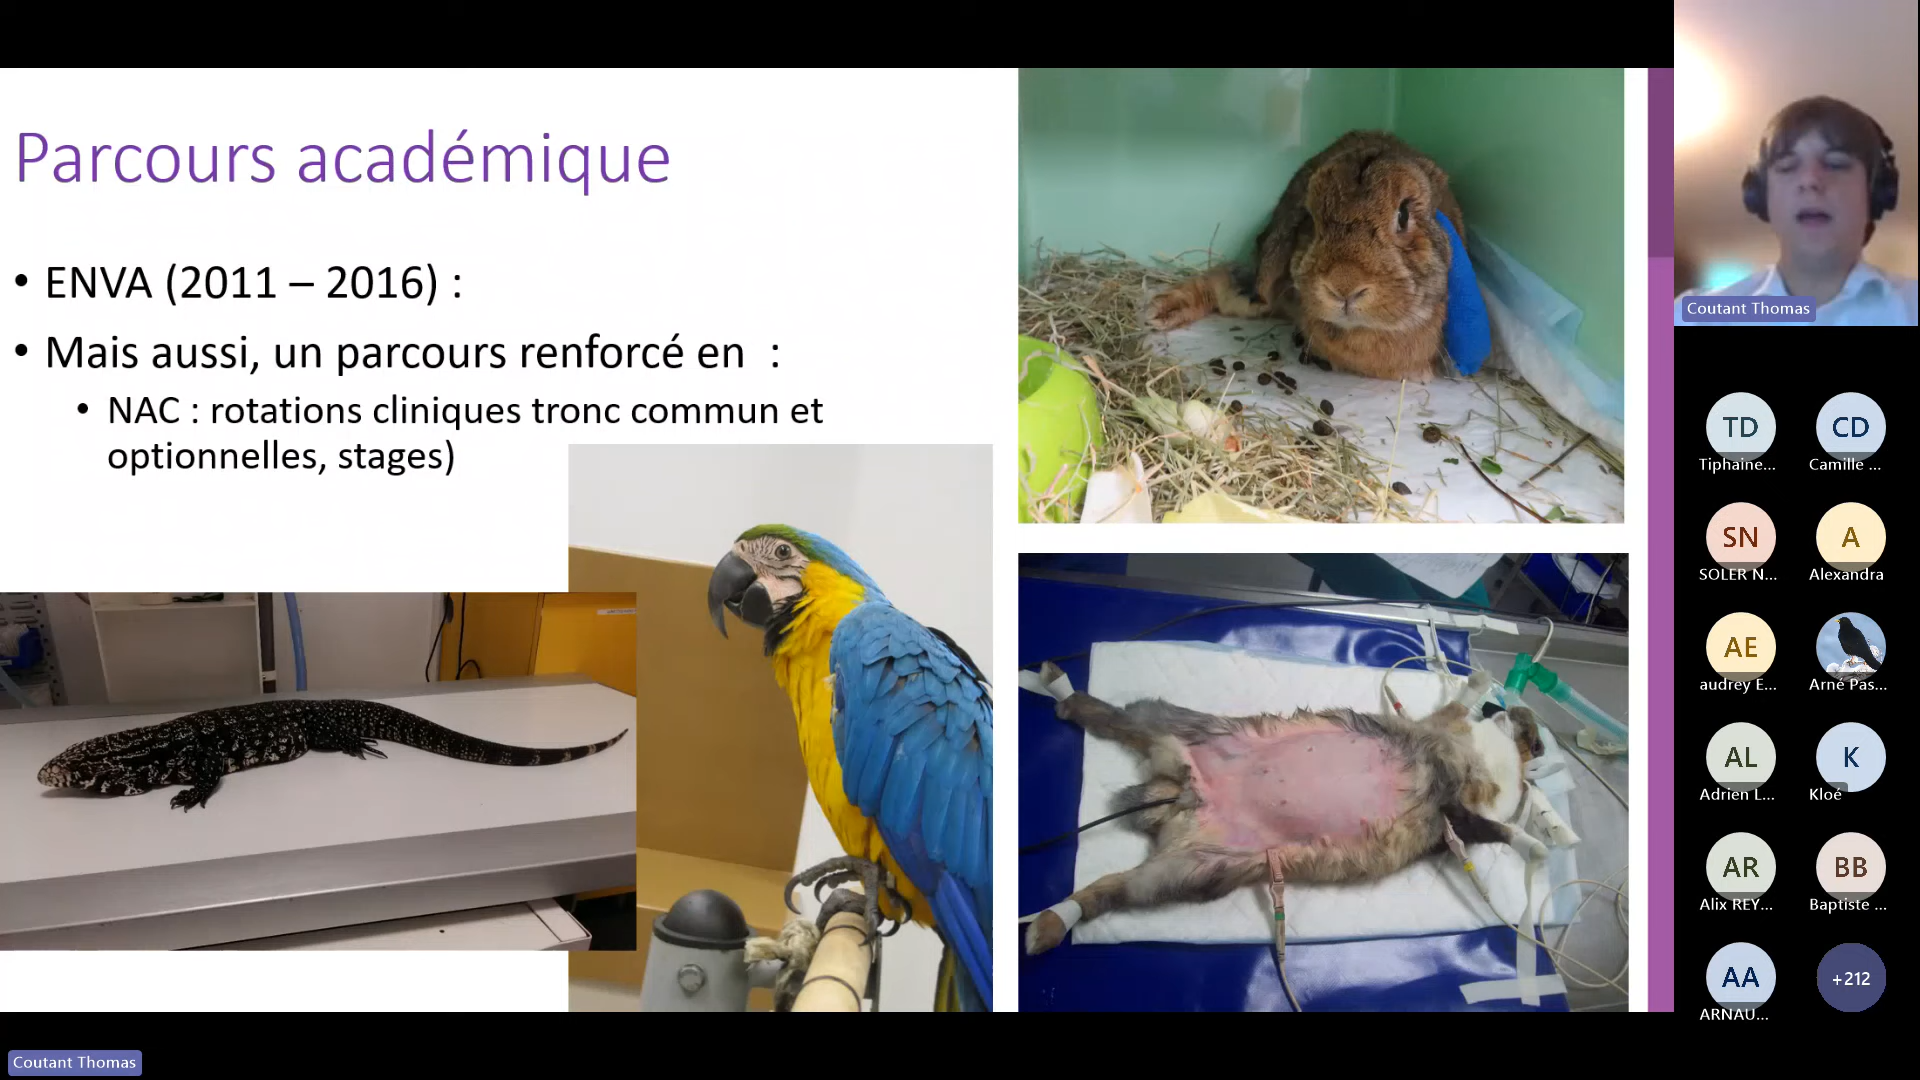 Parcours académique
• ENVA (2011 – 2016) :
• Mais aussi, un parcours renforcé en  :
• NAC : rotations cliniques tronc commun et
optionnelles, stages)
Coutant Thomas
TD
Tiphaine...
CD
Camille ...
SN
SOLER N...
A
Alexandra
AE
audrey E...
Arné Pas...
AL
Adrien L...
K
Kloé
AR
Alix REY...
BB
Baptiste ...
AA
ARNAU...
+212
Coutant Thomas